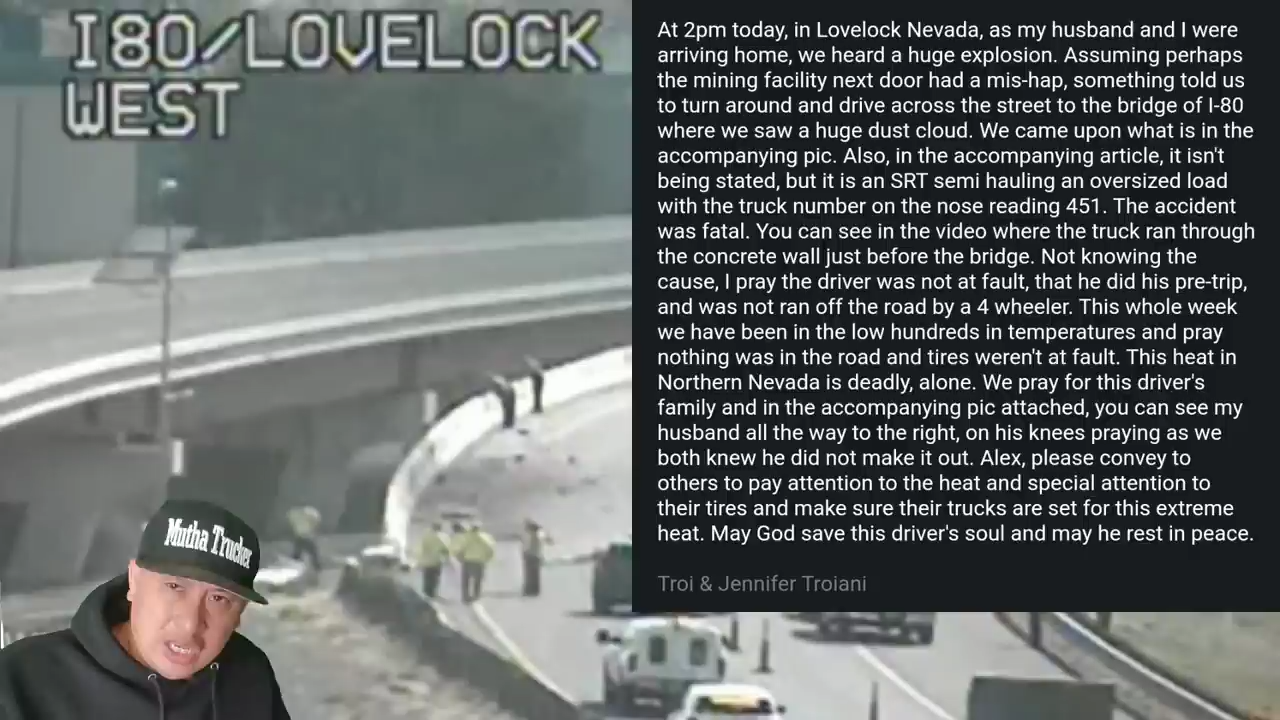 I80/LOVELOCK
WEST
At 2pm today, in Lovelock Nevada, as my husband and I were
arriving home, we heard a huge explosion. Assuming perhaps
the mining facility next door had a mis-hap, something told us
to turn around and drive across the street to the bridge of I-80
where we saw a huge dust cloud. We came upon what is in the
accompanying pic. Also, in the accompanying article, it isn't
being stated, but it is an SRT semi hauling an oversized load
with the truck number on the nose reading 451. The accident
was fatal. You can see in the video where the truck ran through
the concrete wall just before the bridge. Not knowing the
cause, I pray the driver was not at fault, that he did his pre-trip,
and was not ran off the road by a 4 wheeler. This whole week
we have been in the low hundreds in temperatures and pray
nothing was in the road and tires weren't at fault. This heat in
Northern Nevada is deadly, alone. We pray for this driver's
family and in the accompanying pic attached, you can see my
husband all the way to the right, on his knees praying as we
both knew he did not make it out. Alex, please convey to
others to pay attention to the heat and special attention to
their tires and make sure their trucks are set for this extreme
heat. May God save this driver's soul and may he rest in peace.
Troi & Jennifer Troiani
Mutha Trucker